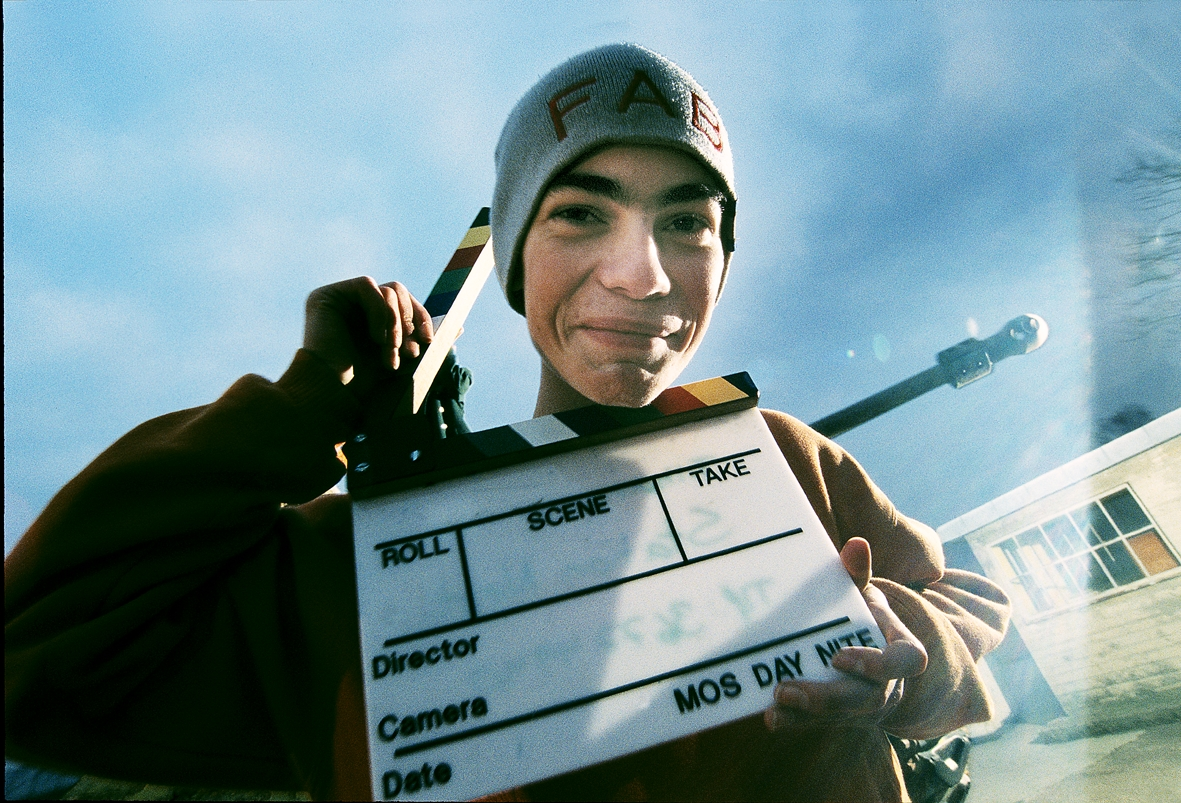 FAB
ROLL SCENE TAKE
Director
Camera
MOS DAY NITE
Date